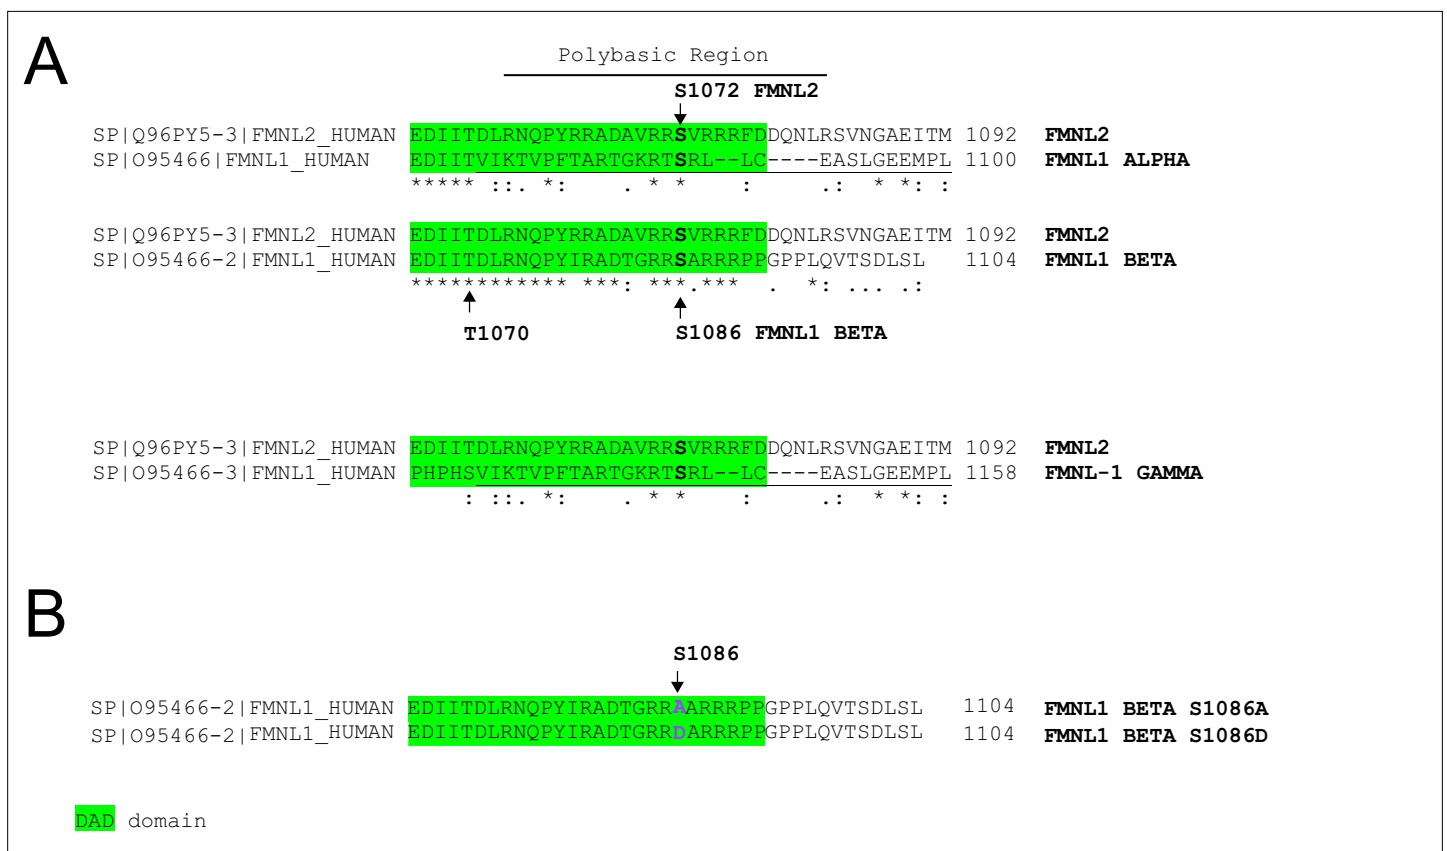 A
Polybasic Region
S1072 FMNL2
SP|Q96PY5-3|FMNL2_HUMAN EDIITDLRNQPYRRADAVRRSVRRRFDDQNLRSVNGAEITM 1092 FMNL2
SP|O95466|FMNL1_HUMAN EDIITVIKTVPFTARTGKRTSRL--LC----EASLGEEMPL 1100 FMNL1 ALPHA
***** ::. *: . * * : .: * *: :
SP|Q96PY5-3|FMNL2_HUMAN EDIITDLRNQPYRRADAVRRSVRRRFDDQNLRSVNGAEITM 1092 FMNL2
SP|O95466-2|FMNL1_HUMAN EDIITDLRNQPYIRADTGRRSARRRPPGPPLQVTSDLSL 1104 FMNL1 BETA
************ ***: ***.*** . *: ... .:
T1070 S1086 FMNL1 BETA
SP|Q96PY5-3|FMNL2_HUMAN EDIITDLRNQPYRRADAVRRSVRRRFDDQNLRSVNGAEITM 1092 FMNL2
SP|O95466-3|FMNL1_HUMAN PHPHSVIKTVPFTARTGKRTSRL--LC----EASLGEEMPL 1158 FMNL-1 GAMMA
: ::. *: . * * : .: * *: :
B
S1086
SP|O95466-2|FMNL1_HUMAN EDIITDLRNQPYIRADTGRRAARRRPPGPPLQVTSDLSL 1104 FMNL1 BETA S1086A
SP|O95466-2|FMNL1_HUMAN EDIITDLRNQPYIRADTGRRDARRRPPGPPLQVTSDLSL 1104 FMNL1 BETA S1086D
DAD domain